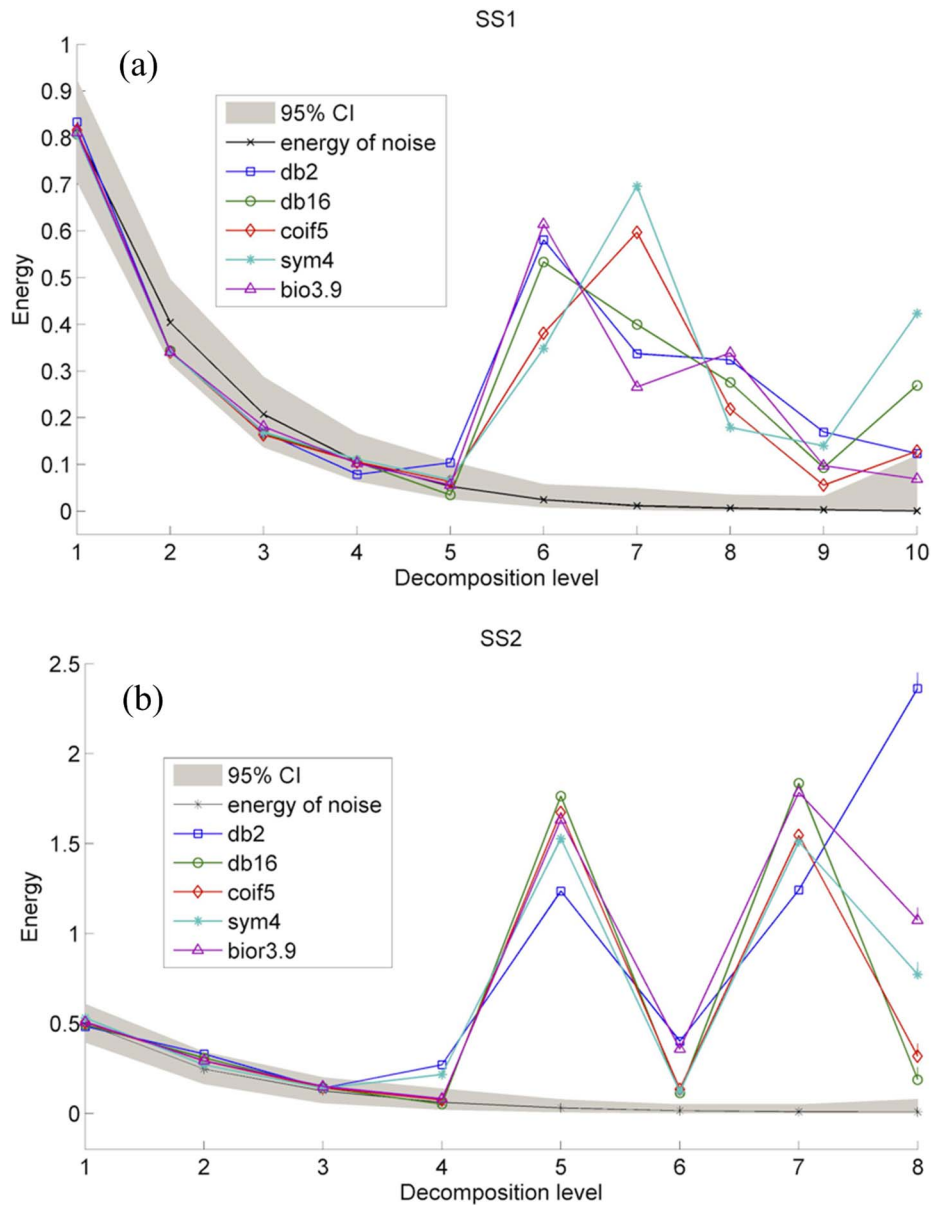 SS1
(a)
1
0.9
0.8
0.7
0.6
0.5
0.4
0.3
0.2
0.1
0
Energy
95% CI
energy of noise
db2
db16
coif5
sym4
bio3.9
1 2 3 4 5 6 7 8 9 10
Decomposition level
SS2
(b)
2.5
2
1.5
1
0.5
0
Energy
95% CI
energy of noise
db2
db16
coif5
sym4
bior3.9
1 2 3 4 5 6 7 8
Decomposition level